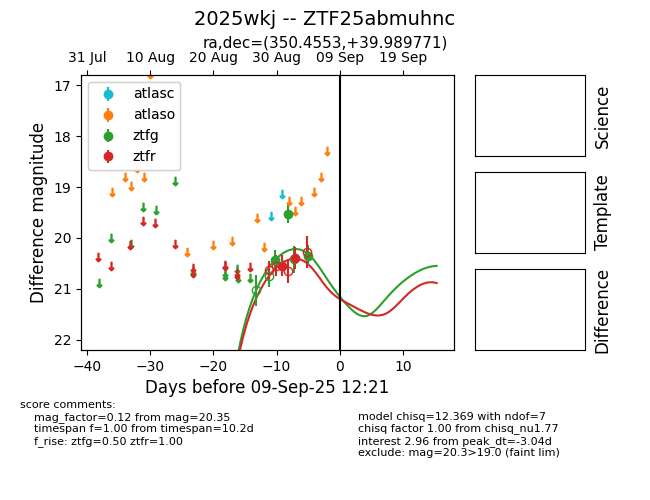 2025wkj -- ZTF25abmuhnc
ra,dec=(350.4553,+39.989771)
31 Jul
10 Aug
20 Aug
30 Aug
09 Sep
19 Sep
17
18
19
20
21
22
Difference magnitude
atlasc
atlaso
ztfg
ztfr
−40
−30
−20
−10
0
10
Days before 09-Sep-25 12:21
Science
Template
Difference
score comments:
mag_factor=0.12 from mag=20.35
timespan f=1.00 from timespan=10.2d
f_rise: ztfg=0.50 ztfr=1.00
model chisq=12.369 with ndof=7
chisq factor 1.00 from chisq_nu1.77
interest 2.96 from peak_dt=-3.04d
exclude: mag=20.3>19.0 (faint lim)